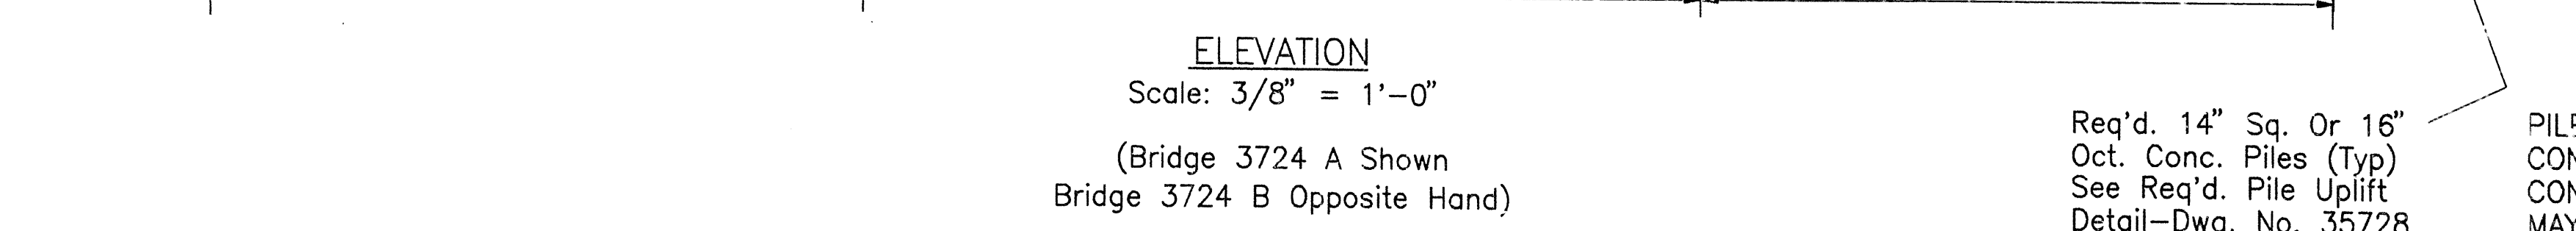 ELEVATION
Scale: 3/8" = 1'-0"
(Bridge 3724 A Shown
Bridge 3724 B Opposite Hand)
Req'd. 14" Sq. Or 16"
Oct. Conc. Piles (Typ)
See Req'd. Pile Uplift
Detail-Dwg. No. 35728